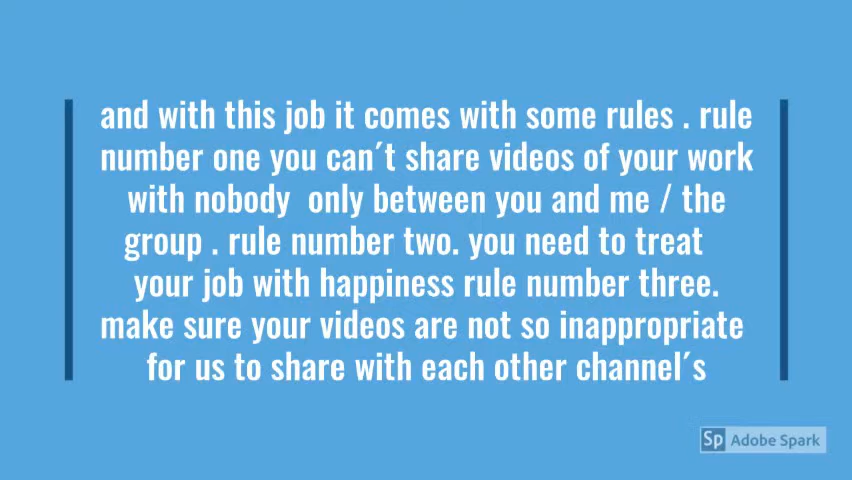 and with this job it comes with some rules . rule
number one you can´t share videos of your work
with nobody  only between you and me / the
group . rule number two. you need to treat
your job with happiness rule number three.
make sure your videos are not so inappropriate
for us to share with each other channel´s
Sp Adobe Spark